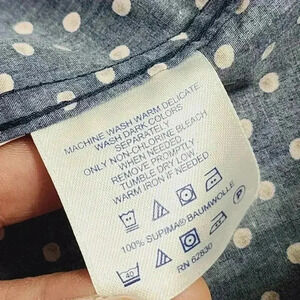 MACHINE WASH WARM DELICATE
WASH DARK COLORS
SEPARATELY
ONLY NON-CHLORINE BLEACH
WHEN NEEDED
REMOVE PROMPTLY
TUMBLE DRY LOW
WARM IRON IF NEEDED
100% SUPIMA® BAUMWOLLE
40
RN 62830